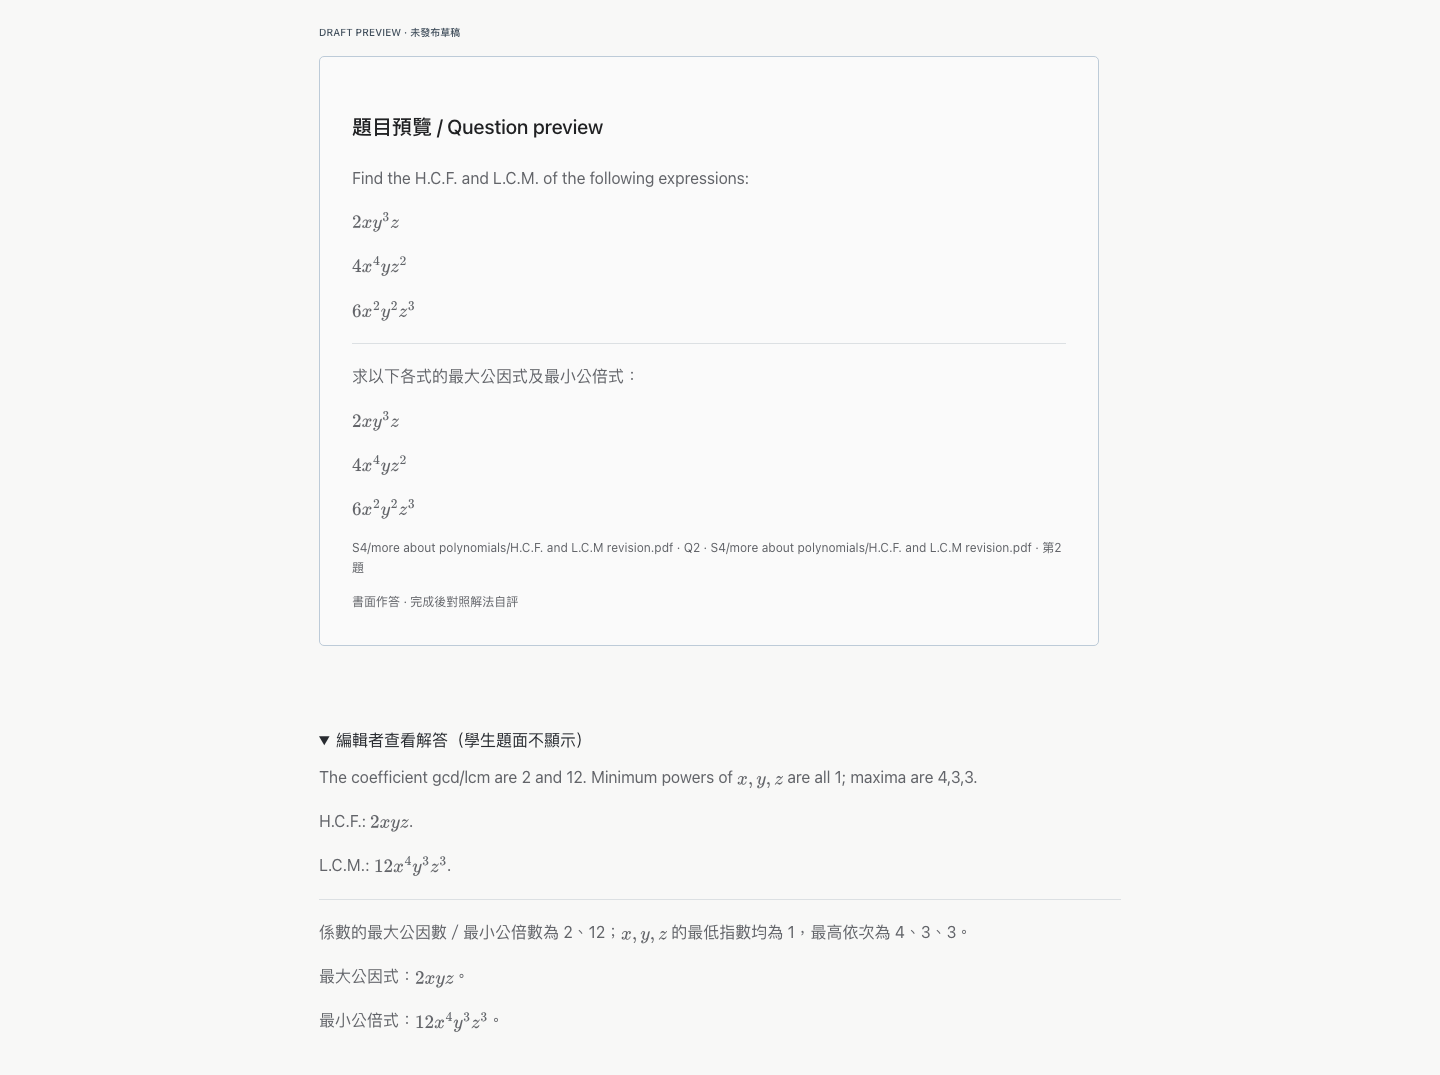 DRAFT PREVIEW · 未發布草稿
題目預覽 / Question preview
Find the H.C.F. and L.C.M. of the following expressions:
2xy³z
4x⁴yz²
6x²y²z³
求以下各式的最大公因式及最小公倍式：
2xy³z
4x⁴yz²
6x²y²z³
S4/more about polynomials/H.C.F. and L.C.M revision.pdf · Q2 · S4/more about polynomials/H.C.F. and L.C.M revision.pdf · 第2
題
書面作答 · 完成後對照解法自評
▼ 編輯者查看解答（學生題面不顯示）
The coefficient gcd/lcm are 2 and 12. Minimum powers of x, y, z are all 1; maxima are 4,3,3.
H.C.F.: 2xyz.
L.C.M.: 12x⁴y³z³.
係數的最大公因數 / 最小公倍數為 2、12；x, y, z 的最低指數均為 1，最高依次為 4、3、3。
最大公因式：2xyz。
最小公倍式：12x⁴y³z³。